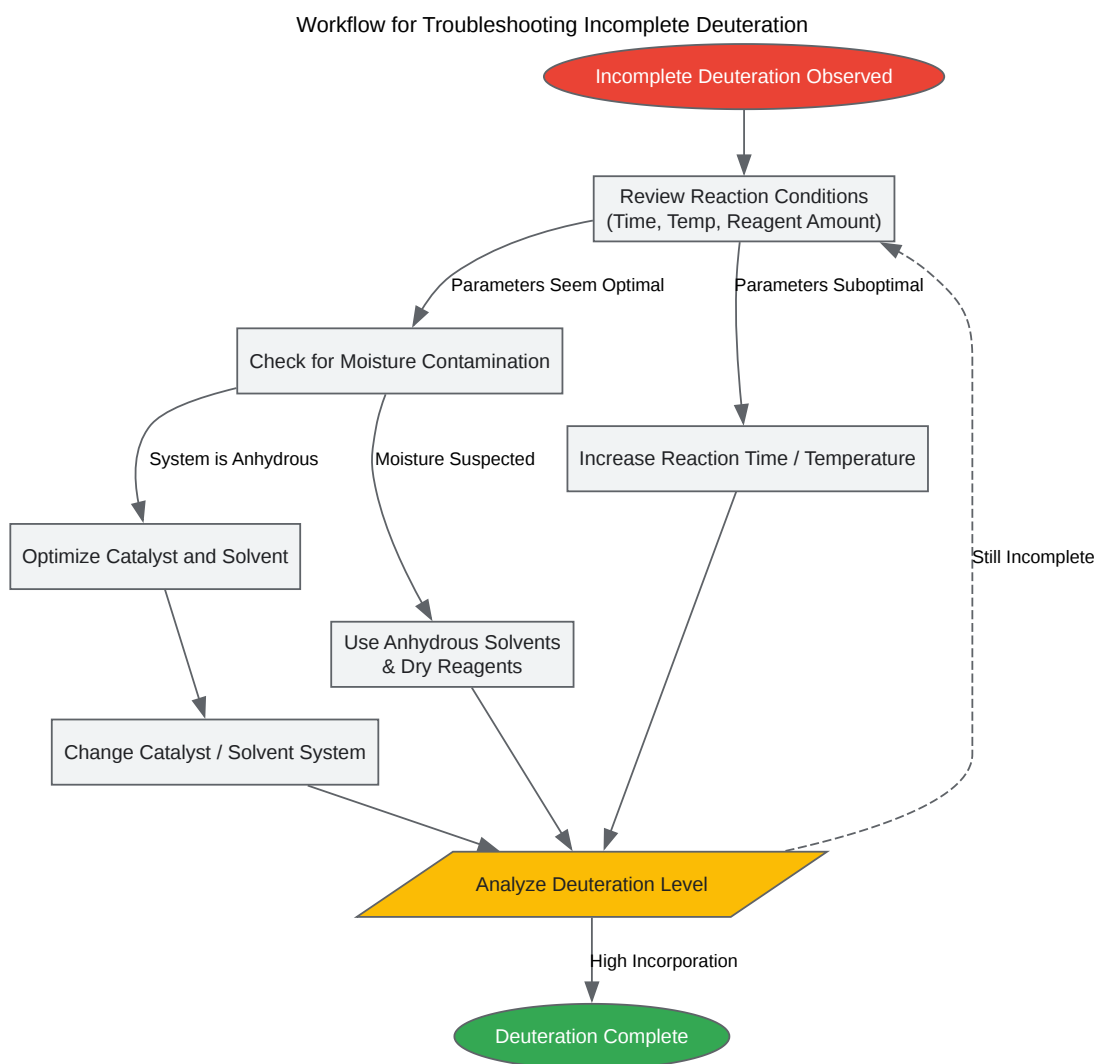 Workflow for Troubleshooting Incomplete Deuteration
Incomplete Deuteration Observed
Review Reaction Conditions
(Time, Temp, Reagent Amount)
Parameters Seem Optimal
Parameters Suboptimal
Check for Moisture Contamination
System is Anhydrous
Moisture Suspected
Increase Reaction Time / Temperature
Optimize Catalyst and Solvent
Still Incomplete
Use Anhydrous Solvents
& Dry Reagents
Change Catalyst / Solvent System
Analyze Deuteration Level
High Incorporation
Deuteration Complete